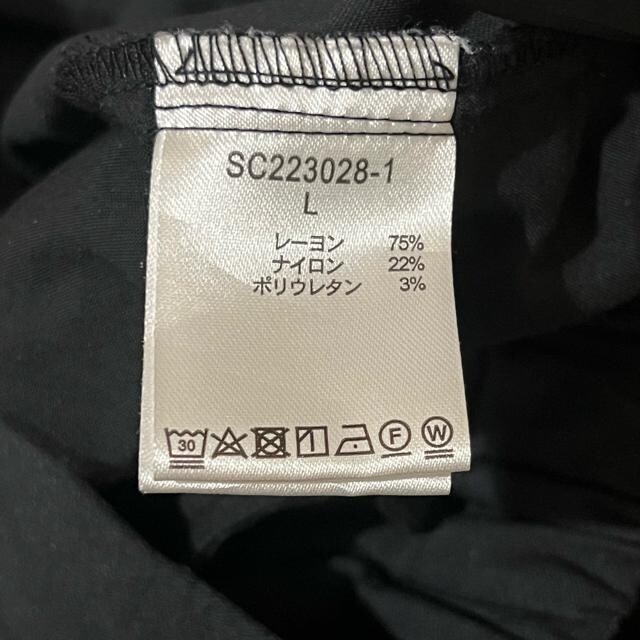 SC223028-1
L
レーヨン 75%
ナイロン 22%
ポリウレタン 3%
30 F W